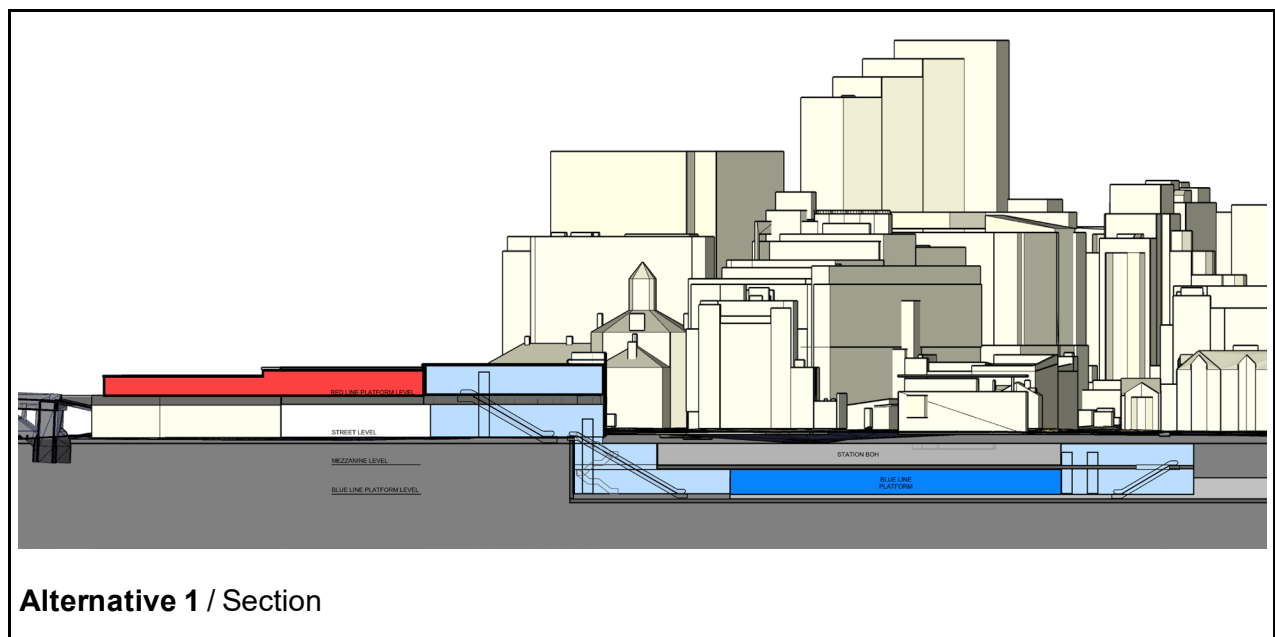 RED LINE PLATFORM LEVEL
STREET LEVEL
STATION BOH
MEZZANINE LEVEL
BLUE LINE
PLATFORM
BLUE LINE PLATFORM LEVEL
Alternative 1 / Section